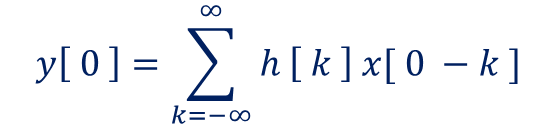 y[ 0 ] = ∑_{k=−∞}^{∞} h [ k ] x[ 0 − k ]